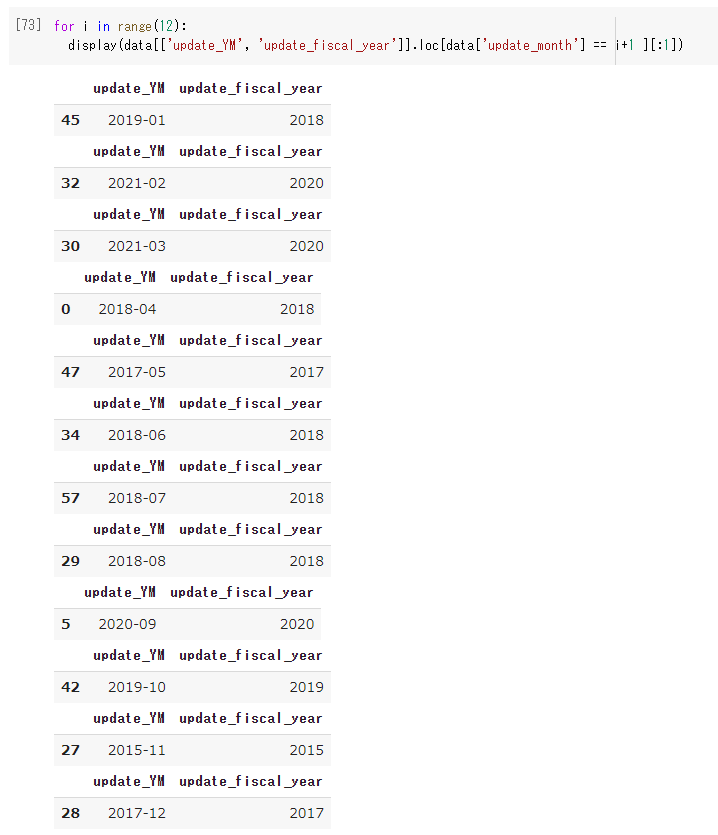 [73] for i in range(12):
display(data[['update_YM', 'update_fiscal_year']].loc[data['update_month'] == i+1 ][:1])
update_YM update_fiscal_year
45 2019-01 2018
update_YM update_fiscal_year
32 2021-02 2020
update_YM update_fiscal_year
30 2021-03 2020
update_YM update_fiscal_year
0 2018-04 2018
update_YM update_fiscal_year
47 2017-05 2017
update_YM update_fiscal_year
34 2018-06 2018
update_YM update_fiscal_year
57 2018-07 2018
update_YM update_fiscal_year
29 2018-08 2018
update_YM update_fiscal_year
5 2020-09 2020
update_YM update_fiscal_year
42 2019-10 2019
update_YM update_fiscal_year
27 2015-11 2015
update_YM update_fiscal_year
28 2017-12 2017